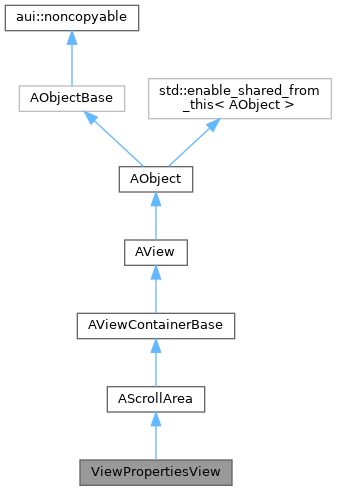 aui::noncopyable
AObjectBase
std::enable_shared_from
_this< AObject >
AObject
AView
AViewContainerBase
AScrollArea
ViewPropertiesView